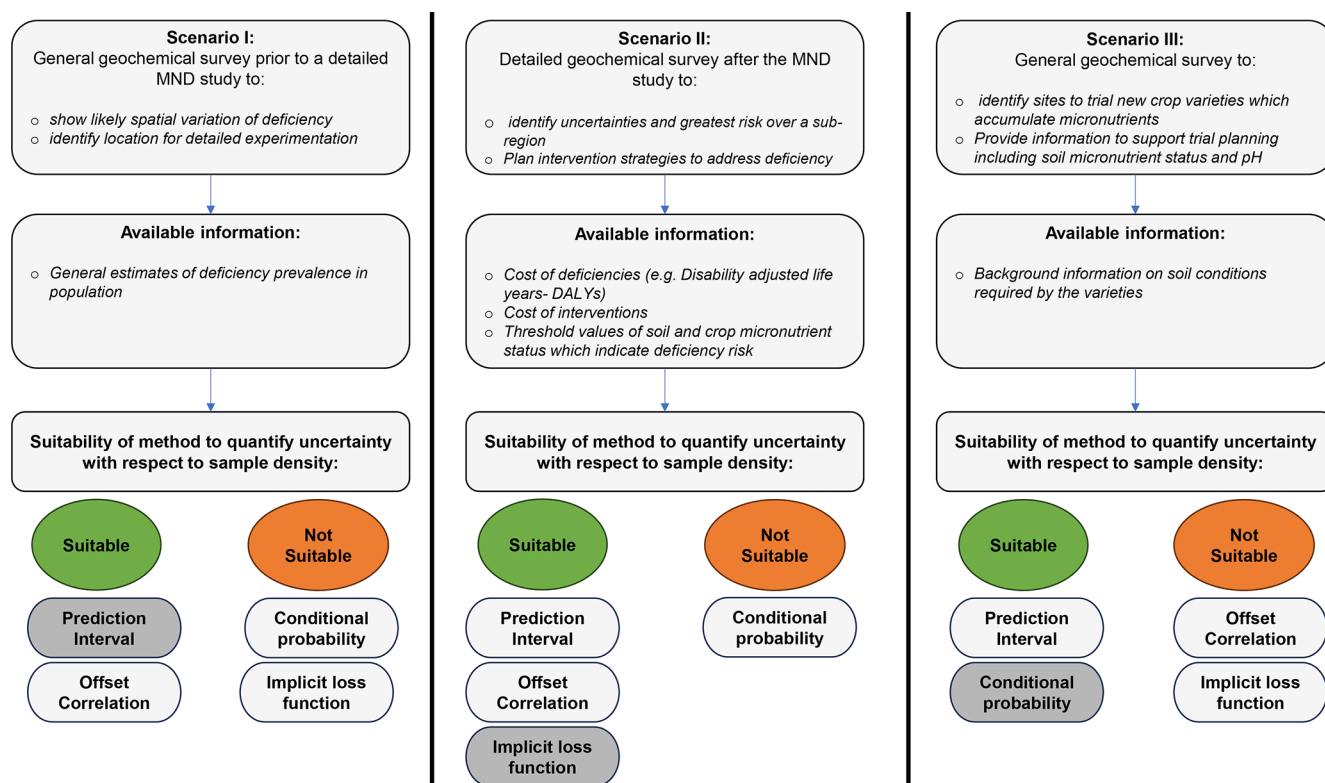 Scenario I:
General geochemical survey prior to a detailed
MND study to:
o show likely spatial variation of deficiency
o identify location for detailed experimentation
Available information:
o General estimates of deficiency prevalence in
population
Suitability of method to quantify uncertainty
with respect to sample density:
Suitable
Not
Suitable
Prediction
Interval
Conditional
probability
Offset
Correlation
Implicit loss
function
Scenario II:
Detailed geochemical survey after the MND
study to:
o identify uncertainties and greatest risk over a sub-
region
o Plan intervention strategies to address deficiency
Available information:
o Cost of deficiencies (e.g. Disability adjusted life
years- DALYs)
o Cost of interventions
o Threshold values of soil and crop micronutrient
status which indicate deficiency risk
Suitability of method to quantify uncertainty
with respect to sample density:
Suitable
Not
Suitable
Prediction
Interval
Conditional
probability
Offset
Correlation
Implicit loss
function
Scenario III:
General geochemical survey to:
o identify sites to trial new crop varieties which
accumulate micronutrients
o Provide information to support trial planning
including soil micronutrient status and pH
Available information:
o Background information on soil conditions
required by the varieties
Suitability of method to quantify uncertainty
with respect to sample density:
Suitable
Not
Suitable
Prediction
Interval
Offset
Correlation
Conditional
probability
Implicit loss
function